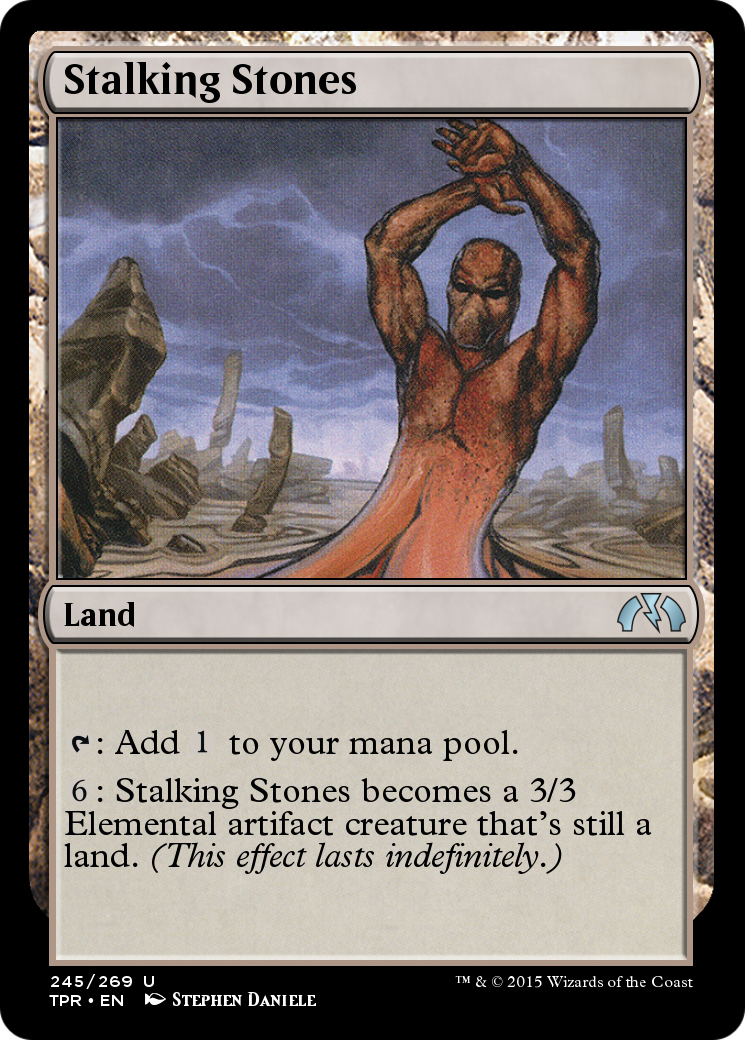 Stalking Stones
Land
: Add 1 to your mana pool.
6 : Stalking Stones becomes a 3/3
Elemental artifact creature that's still a
land. (This effect lasts indefinitely.)
245/269 U
™ & © 2015 Wizards of the Coast
TPR • EN Stephen Daniele